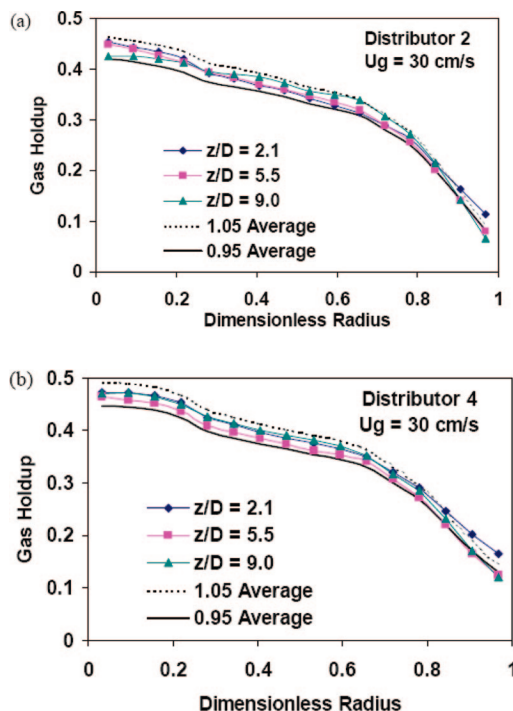 (a)
0.5
0.4
0.3
0.2
0.1
0
Gas Holdup
Distributor 2
Ug = 30 cm/s
z/D = 2.1
z/D = 5.5
z/D = 9.0
1.05 Average
0.95 Average
0 0.2 0.4 0.6 0.8 1
Dimensionless Radius
(b)
0.5
0.4
0.3
0.2
0.1
0
Gas Holdup
Distributor 4
Ug = 30 cm/s
z/D = 2.1
z/D = 5.5
z/D = 9.0
1.05 Average
0.95 Average
0 0.2 0.4 0.6 0.8 1
Dimensionless Radius